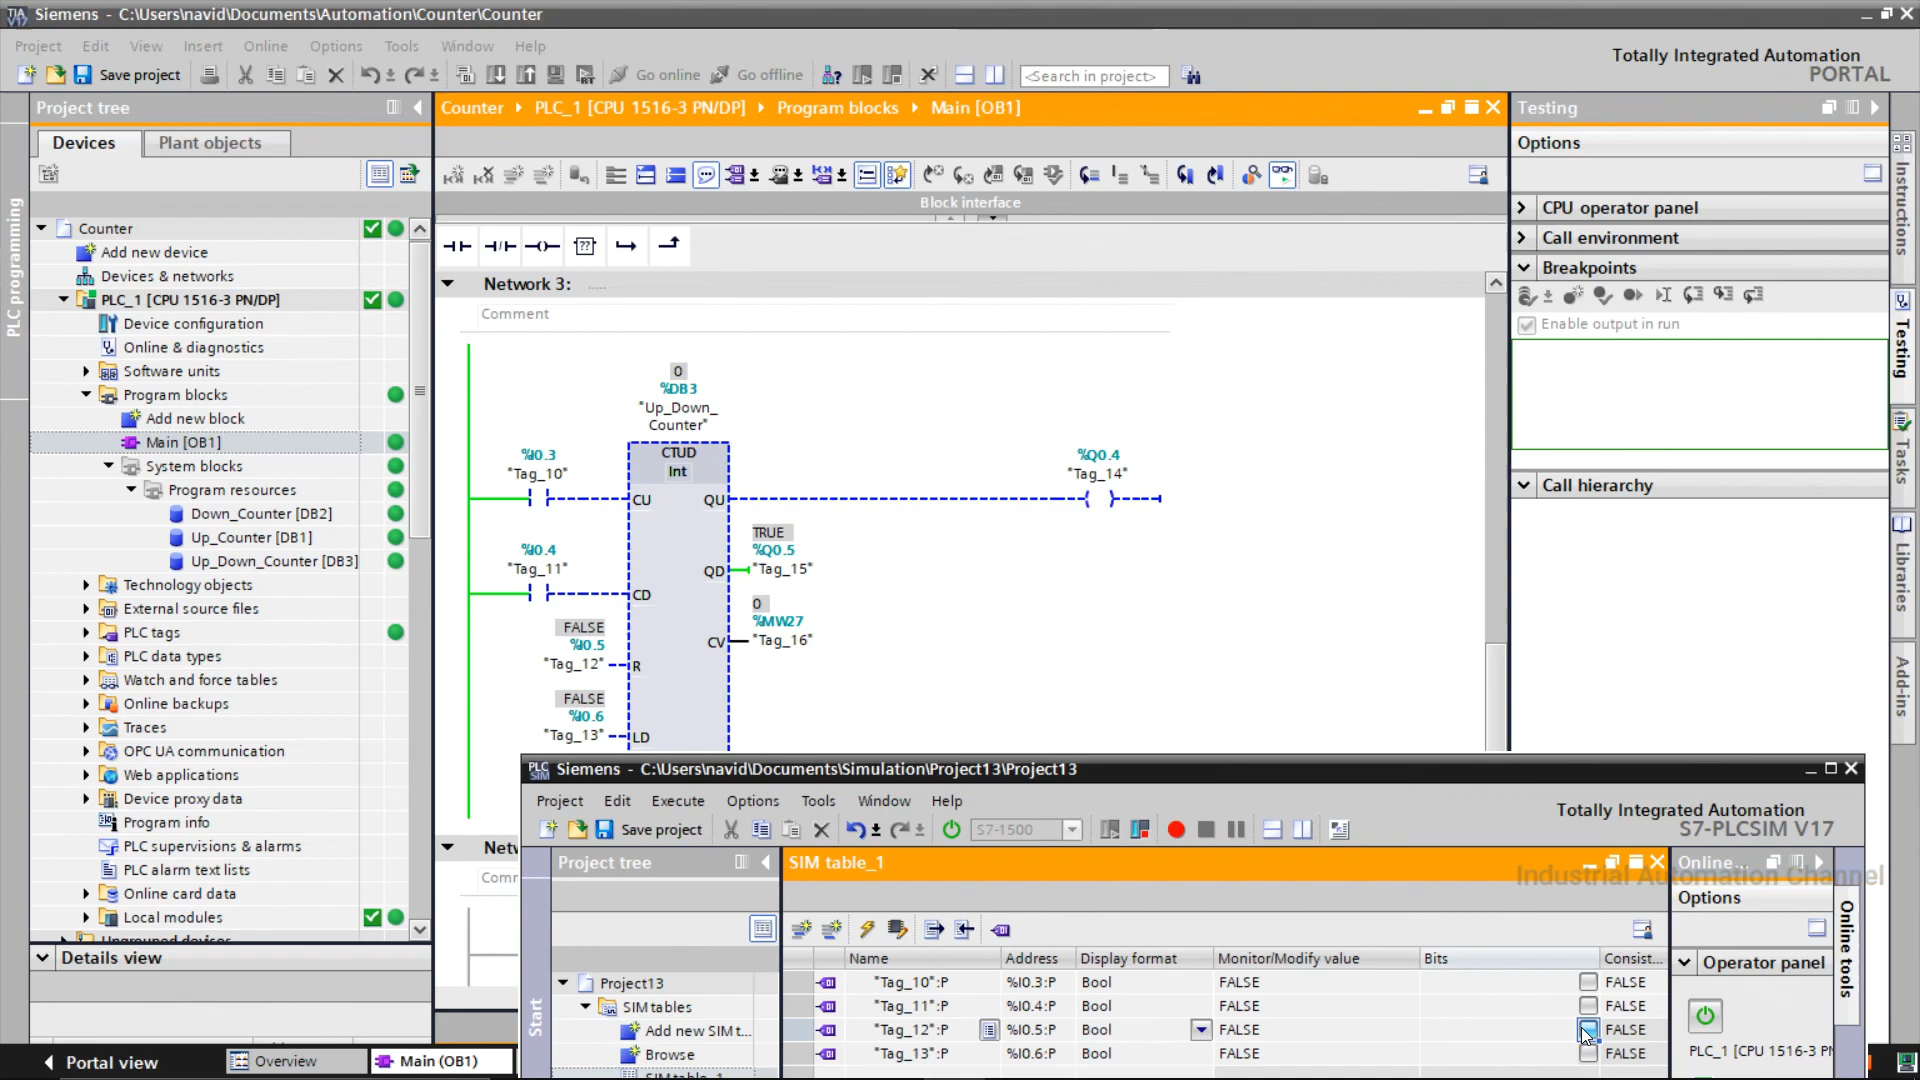 Siemens - C:\Users\navid\Documents\Automation\Counter\Counter
Project Edit View Insert Online Options Tools Window Help
Totally Integrated Automation
PORTAL
Save project
Go online
Go offline
<Search in project>
Project tree
Counter PLC_1 [CPU 1516-3 PN/DP] Program blocks Main [OB1]
Testing
Devices
Plant objects
Options
Block interface
PLC programming
Counter
Add new device
Devices & networks
PLC_1 [CPU 1516-3 PN/DP]
Device configuration
Online & diagnostics
Software units
Program blocks
Add new block
Main [OB1]
System blocks
Program resources
Down_Counter [DB2]
Up_Counter [DB1]
Up_Down_Counter [DB3]
Technology objects
External source files
PLC tags
PLC data types
Watch and force tables
Online backups
Traces
OPC UA communication
Web applications
Device proxy data
Program info
PLC supervisions & alarms
PLC alarm text lists
Online card data
Local modules
Details view
??
Network 3: .....
Comment
0
%DB3
"Up_Down_
Counter"
CTUD
Int
%I0.3
"Tag_10"
CU
QU
%Q0.4
"Tag_14"
TRUE
%Q0.5
"Tag_15"
QD
%I0.4
"Tag_11"
CD
0
%MW27
"Tag_16"
CV
FALSE
%I0.5
"Tag_12"
R
FALSE
%I0.6
"Tag_13"
LD
Netv
Comr
CPU operator panel
Call environment
Breakpoints
Enable output in run
Call hierarchy
Instructions
Testing
Tasks
Libraries
Add-ins
Siemens - C:\Users\navid\Documents\Simulation\Project13\Project13
Project Edit Execute Options Tools Window Help
Totally Integrated Automation
S7-PLCSIM V17
Save project
S7-1500
Project tree
SIM table_1
Online...
Industrial Automation Channel
Options
Name Address Display format Monitor/Modify value Bits Consist...
"Tag_10":P %I0.3:P Bool FALSE FALSE
"Tag_11":P %I0.4:P Bool FALSE FALSE
"Tag_12":P %I0.5:P Bool FALSE FALSE
"Tag_13":P %I0.6:P Bool FALSE FALSE
Start
Project13
SIM tables
Add new SIM t...
Browse
Operator panel
Online tools
PLC_1 [CPU 1516-3 PN
Portal view
Overview
Main (OB1)